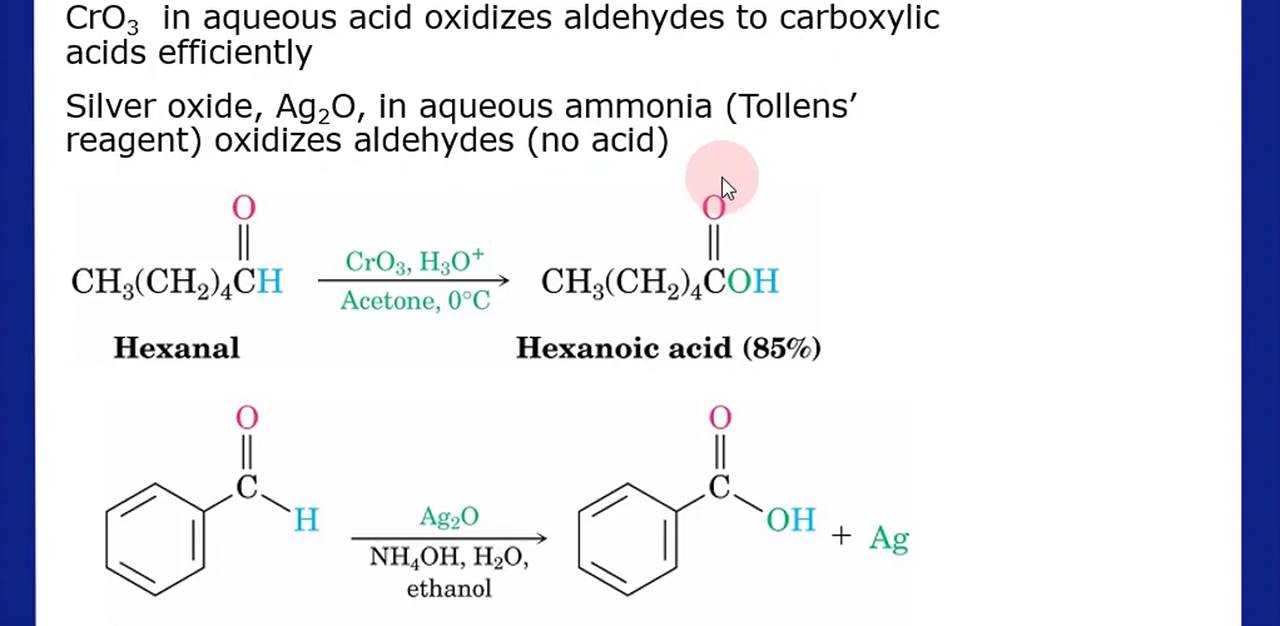 CrO₃ in aqueous acid oxidizes aldehydes to carboxylic
acids efficiently
Silver oxide, Ag₂O, in aqueous ammonia (Tollens’
reagent) oxidizes aldehydes (no acid)
O O
CH₃(CH₂)₄CH CrO₃, H₃O⁺ CH₃(CH₂)₄COH
Acetone, 0°C
Hexanal Hexanoic acid (85%)
O O
C C
H Ag₂O OH + Ag
NH₄OH, H₂O,
ethanol